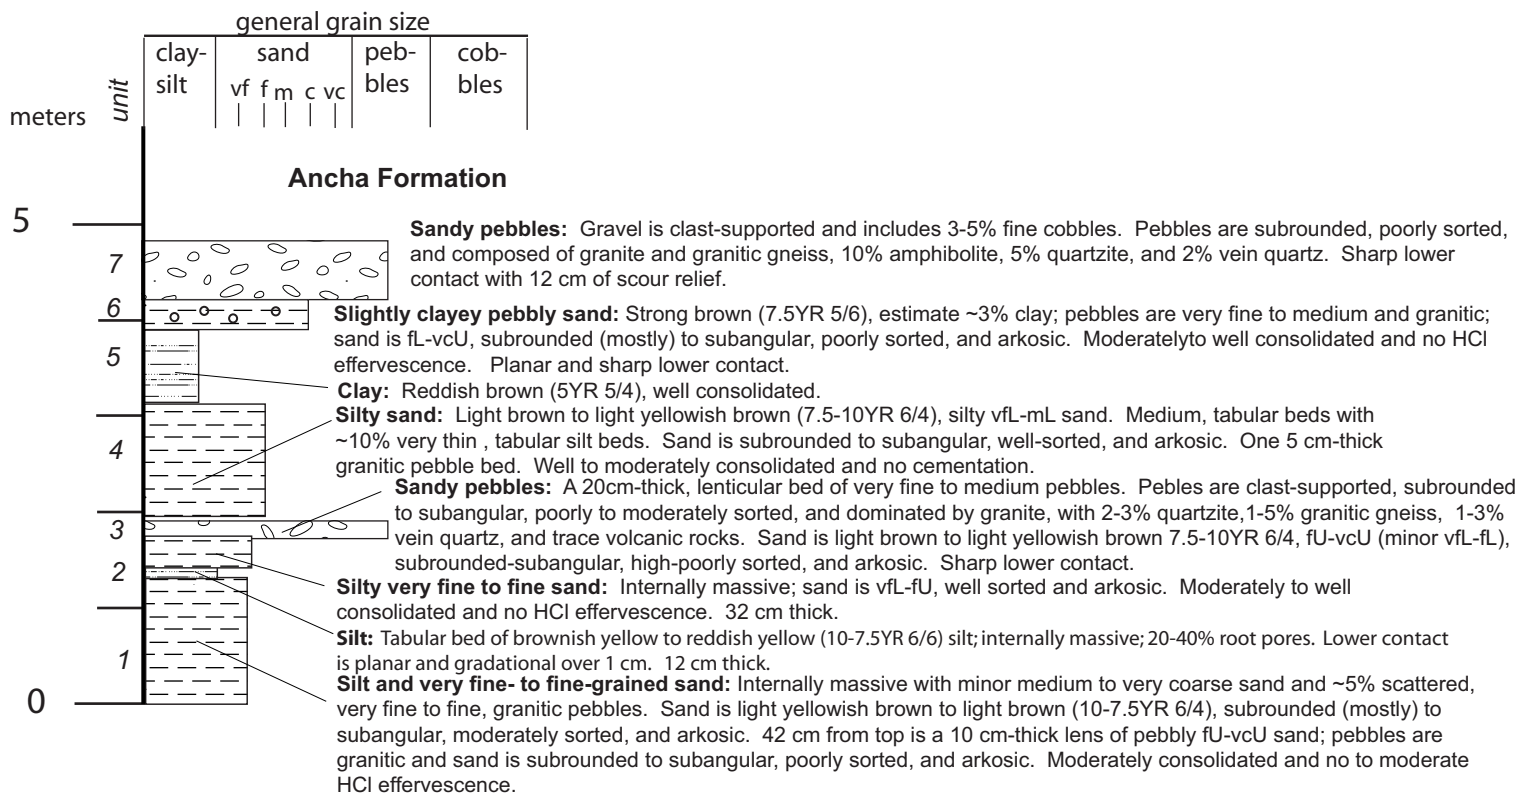 general grain size
clay-
silt
sand
peb-
bles
cob-
bles
vf f m c vc
meters
unit
Ancha Formation
5
7
Sandy pebbles: Gravel is clast-supported and includes 3-5% fine cobbles. Pebbles are subrounded, poorly sorted,
and composed of granite and granitic gneiss, 10% amphibolite, 5% quartzite, and 2% vein quartz. Sharp lower
contact with 12 cm of scour relief.
6
Slightly clayey pebbly sand: Strong brown (7.5YR 5/6), estimate ~3% clay; pebbles are very fine to medium and granitic;
sand is fL-vcU, subrounded (mostly) to subangular, poorly sorted, and arkosic. Moderatelyto well consolidated and no HCl
effervescence. Planar and sharp lower contact.
5
Clay: Reddish brown (5YR 5/4), well consolidated.
Silty sand: Light brown to light yellowish brown (7.5-10YR 6/4), silty vfL-mL sand. Medium, tabular beds with
~10% very thin , tabular silt beds. Sand is subrounded to subangular, well-sorted, and arkosic. One 5 cm-thick
granitic pebble bed. Well to moderately consolidated and no cementation.
4
Sandy pebbles: A 20cm-thick, lenticular bed of very fine to medium pebbles. Pebles are clast-supported, subrounded
to subangular, poorly to moderately sorted, and dominated by granite, with 2-3% quartzite,1-5% granitic gneiss, 1-3%
vein quartz, and trace volcanic rocks. Sand is light brown to light yellowish brown 7.5-10YR 6/4, fU-vcU (minor vfL-fL),
subrounded-subangular, high-poorly sorted, and arkosic. Sharp lower contact.
3
2
Silty very fine to fine sand: Internally massive; sand is vfL-fU, well sorted and arkosic. Moderately to well
consolidated and no HCl effervescence. 32 cm thick.
Silt: Tabular bed of brownish yellow to reddish yellow (10-7.5YR 6/6) silt; internally massive; 20-40% root pores. Lower contact
is planar and gradational over 1 cm. 12 cm thick.
1
0
Silt and very fine- to fine-grained sand: Internally massive with minor medium to very coarse sand and ~5% scattered,
very fine to fine, granitic pebbles. Sand is light yellowish brown to light brown (10-7.5YR 6/4), subrounded (mostly) to
subangular, moderately sorted, and arkosic. 42 cm from top is a 10 cm-thick lens of pebbly fU-vcU sand; pebbles are
granitic and sand is subrounded to subangular, poorly sorted, and arkosic. Moderately consolidated and no to moderate
HCl effervescence.